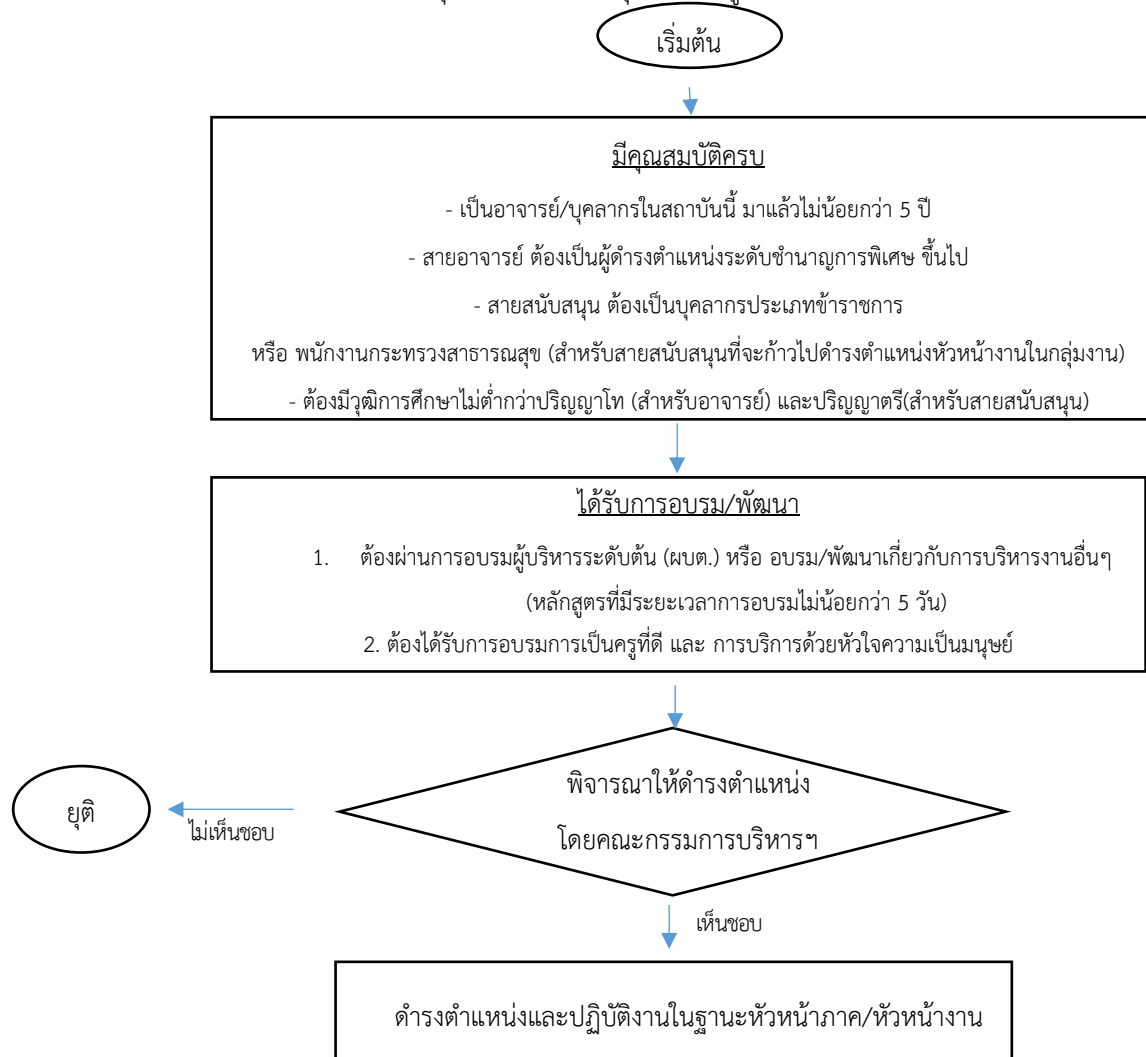 เริ่มต้น
มีคุณสมบัติครบ
- เป็นอาจารย์/บุคลากรในสถาบันนี้ มาแล้วไม่น้อยกว่า 5 ปี
- สายอาจารย์ ต้องเป็นผู้ดำรงตำแหน่งระดับชำนาญการพิเศษ ขึ้นไป
- สายสนับสนุน ต้องเป็นบุคลากรประเภทข้าราชการ
หรือ พนักงานกระทรวงสาธารณสุข (สำหรับสายสนับสนุนที่จะก้าวไปดำรงตำแหน่งหัวหน้างานในกลุ่มงาน)
- ต้องมีวุฒิการศึกษาไม่ต่ำกว่าปริญญาโท (สำหรับอาจารย์) และปริญญาตรี(สำหรับสายสนับสนุน)
ได้รับการอบรม/พัฒนา
1. ต้องผ่านการอบรมผู้บริหารระดับต้น (ผบต.) หรือ อบรม/พัฒนาเกี่ยวกับการบริหารงานอื่นๆ
(หลักสูตรที่มีระยะเวลาการอบรมไม่น้อยกว่า 5 วัน)
2. ต้องได้รับการอบรมการเป็นครูที่ดี และ การบริการด้วยหัวใจความเป็นมนุษย์
พิจารณาให้ดำรงตำแหน่ง
โดยคณะกรรมการบริหารฯ
ยุติ
ไม่เห็นชอบ
เห็นชอบ
ดำรงตำแหน่งและปฏิบัติงานในฐานะหัวหน้าภาค/หัวหน้างาน